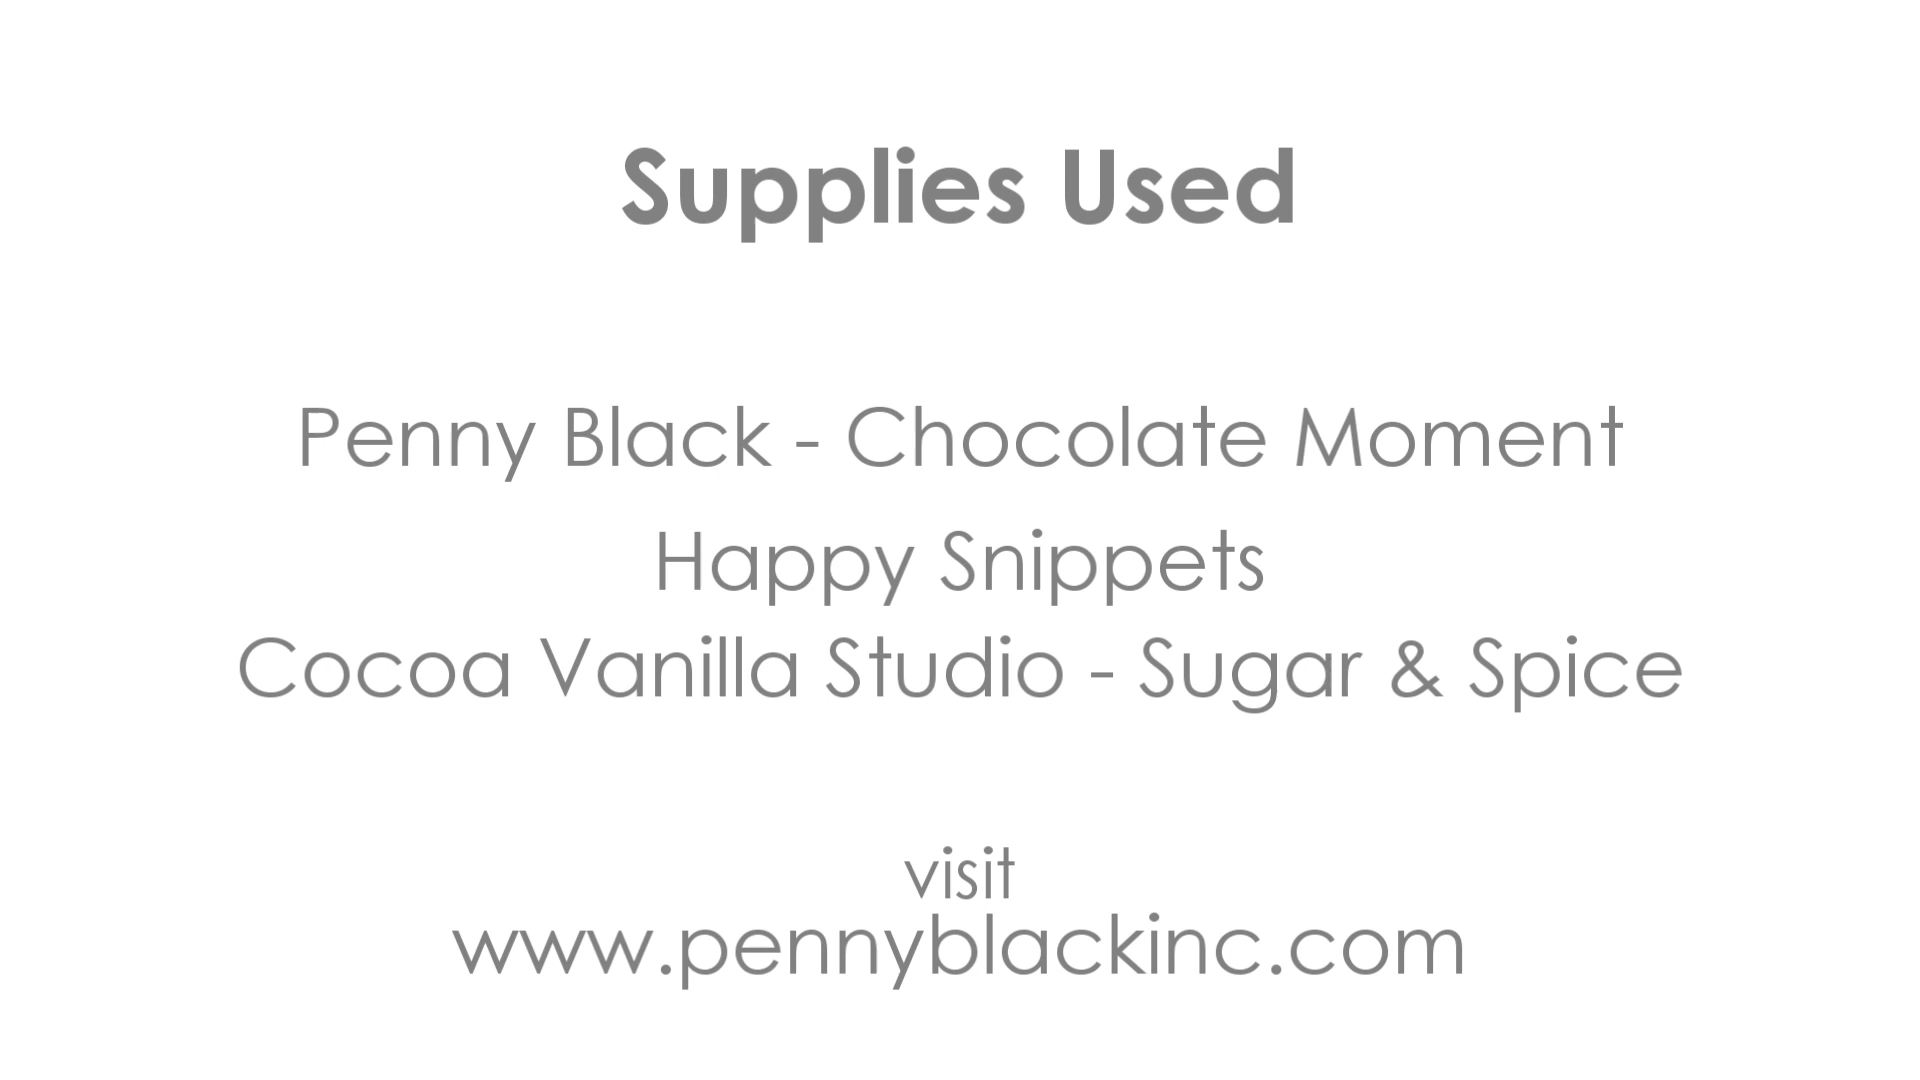 Supplies Used
Penny Black - Chocolate Moment
Happy Snippets
Cocoa Vanilla Studio - Sugar & Spice
visit
www.pennyblackinc.com